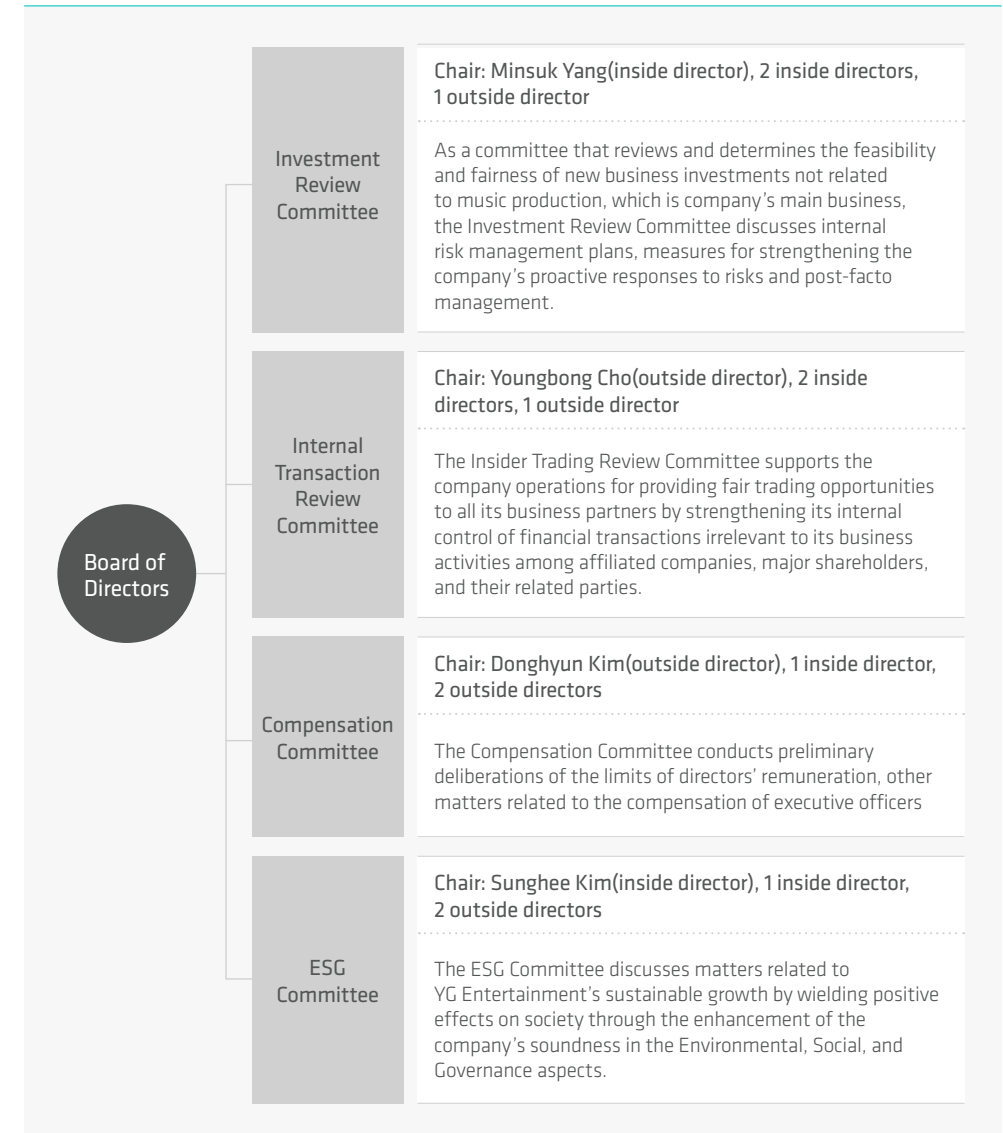 Board of
Directors
Investment
Review
Committee
Chair: Minsuk Yang(inside director), 2 inside directors,
1 outside director
As a committee that reviews and determines the feasibility
and fairness of new business investments not related
to music production, which is company's main business,
the Investment Review Committee discusses internal
risk management plans, measures for strengthening the
company's proactive responses to risks and post-facto
management.
Internal
Transaction
Review
Committee
Chair: Youngbong Cho(outside director), 2 inside
directors, 1 outside director
The Insider Trading Review Committee supports the
company operations for providing fair trading opportunities
to all its business partners by strengthening its internal
control of financial transactions irrelevant to its business
activities among affiliated companies, major shareholders,
and their related parties.
Compensation
Committee
Chair: Donghyun Kim(outside director), 1 inside director,
2 outside directors
The Compensation Committee conducts preliminary
deliberations of the limits of directors' remuneration, other
matters related to the compensation of executive officers
ESG
Committee
Chair: Sunghee Kim(inside director), 1 inside director,
2 outside directors
The ESG Committee discusses matters related to
YG Entertainment's sustainable growth by wielding positive
effects on society through the enhancement of the
company's soundness in the Environmental, Social, and
Governance aspects.